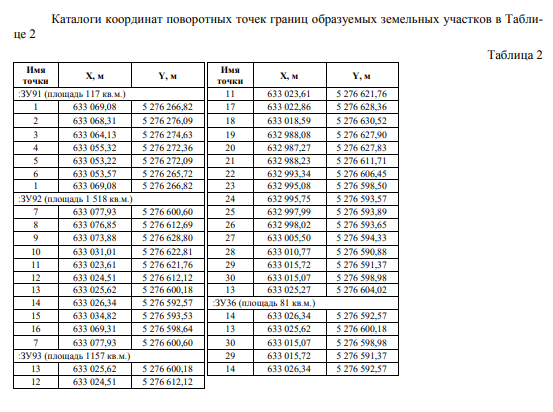 Каталоги координат поворотных точек границ образуемых земельных участков в Табли-
це 2
Таблица 2
Имя точки X, м Y, м
:ЗУ91 (площадь 117 кв.м.)
1 633 069,08 5 276 266,82
2 633 068,31 5 276 276,09
3 633 064,13 5 276 274,63
4 633 055,32 5 276 272,36
5 633 053,22 5 276 272,09
6 633 053,57 5 276 265,72
1 633 069,08 5 276 266,82
:ЗУ92 (площадь 1 518 кв.м.)
7 633 077,93 5 276 600,60
8 633 076,85 5 276 612,69
9 633 073,88 5 276 628,80
10 633 031,01 5 276 622,81
11 633 023,61 5 276 621,76
12 633 024,51 5 276 612,12
13 633 025,62 5 276 600,18
14 633 026,34 5 276 592,57
15 633 034,82 5 276 593,53
16 633 069,31 5 276 598,64
7 633 077,93 5 276 600,60
:ЗУ93 (площадь 1157 кв.м.)
13 633 025,62 5 276 600,18
12 633 024,51 5 276 612,12
Имя точки X, м Y, м
11 633 023,61 5 276 621,76
17 633 022,86 5 276 628,36
18 633 018,59 5 276 630,52
19 632 988,08 5 276 627,90
20 632 987,27 5 276 627,83
21 632 988,23 5 276 611,71
22 632 993,34 5 276 606,45
23 632 995,08 5 276 598,50
24 632 995,75 5 276 593,57
25 632 997,99 5 276 593,89
26 632 998,02 5 276 593,65
27 633 005,50 5 276 594,33
28 633 010,77 5 276 590,88
29 633 015,72 5 276 591,37
30 633 015,07 5 276 598,98
13 633 025,27 5 276 604,02
:ЗУ36 (площадь 81 кв.м.)
14 633 026,34 5 276 592,57
13 633 025,62 5 276 600,18
30 633 015,07 5 276 598,98
29 633 015,72 5 276 591,37
14 633 026,34 5 276 592,57